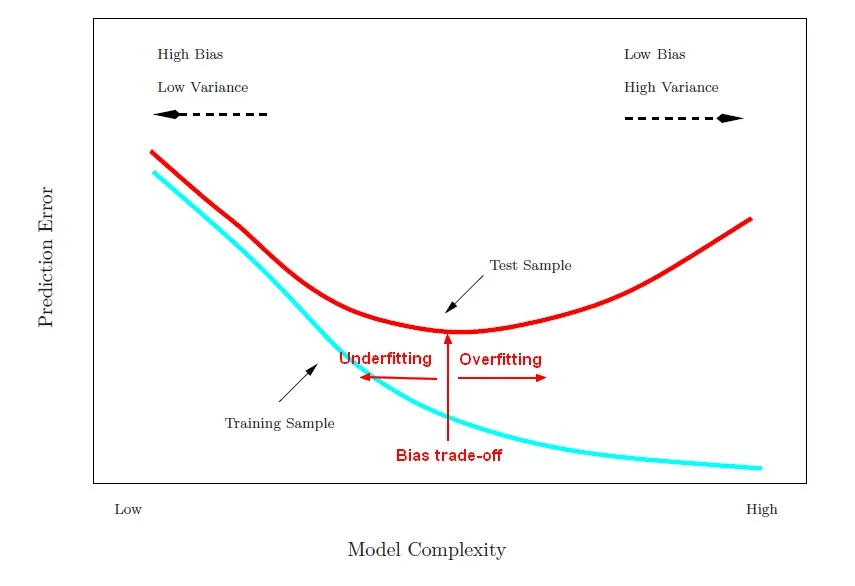 High Bias
Low Bias
Low Variance
High Variance
Prediction Error
Test Sample
Underfitting
Overfitting
Training Sample
Bias trade-off
Low
High
Model Complexity